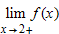 lim f(x)
x→2+